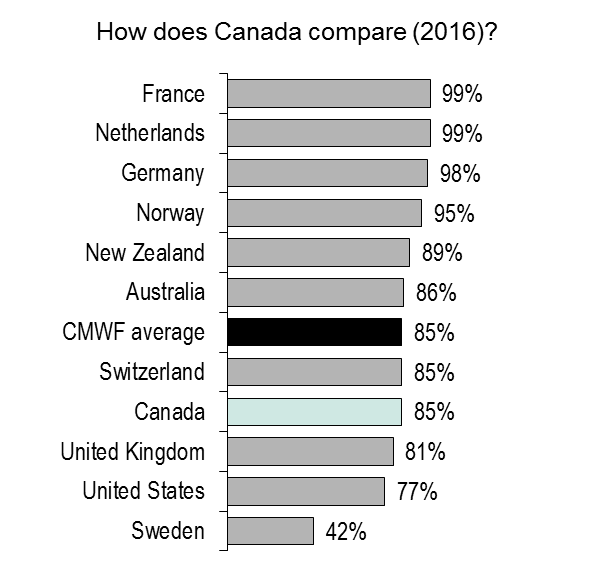 How does Canada compare (2016)?
France 99%
Netherlands 99%
Germany 98%
Norway 95%
New Zealand 89%
Australia 86%
CMWF average 85%
Switzerland 85%
Canada 85%
United Kingdom 81%
United States 77%
Sweden 42%